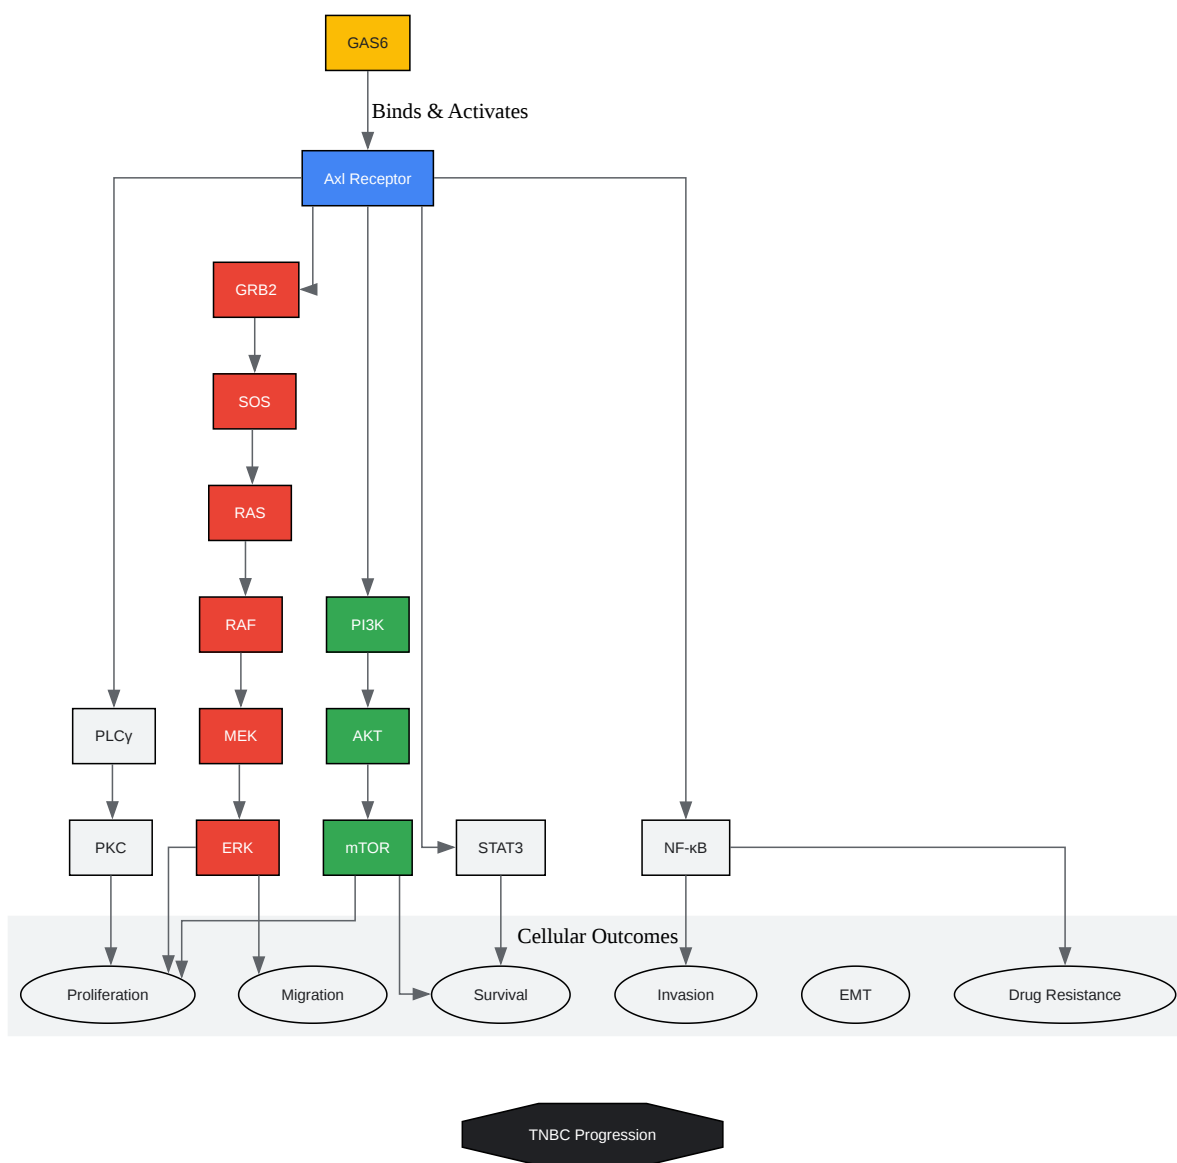 GAS6
Binds & Activates
Axl Receptor
GRB2
SOS
RAS
RAF
PI3K
PLCγ
MEK
AKT
PKC
ERK
mTOR
STAT3
NF-κB
Cellular Outcomes
Proliferation
Migration
Survival
Invasion
EMT
Drug Resistance
TNBC Progression